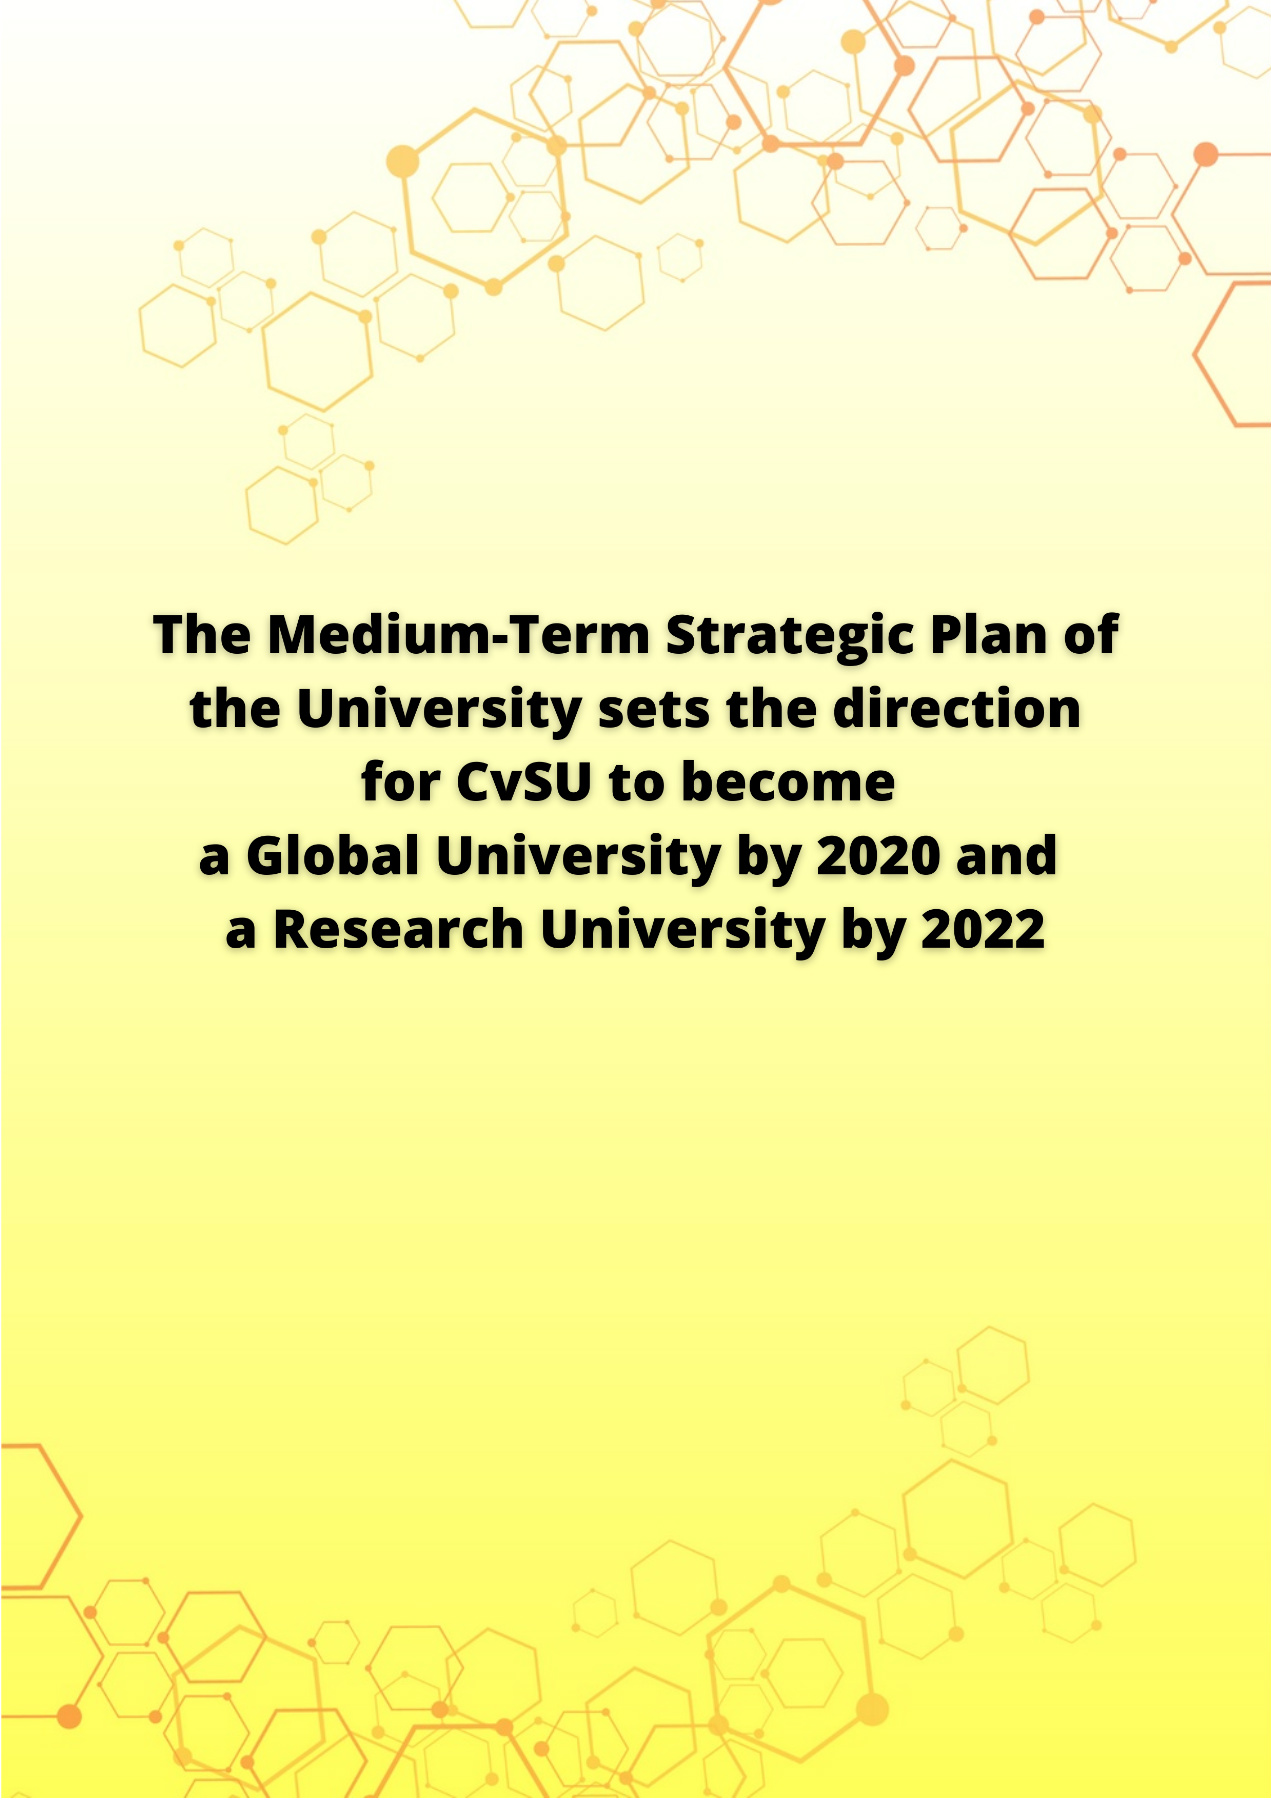 The Medium-Term Strategic Plan of
the University sets the direction
for CvSU to become
a Global University by 2020 and
a Research University by 2022